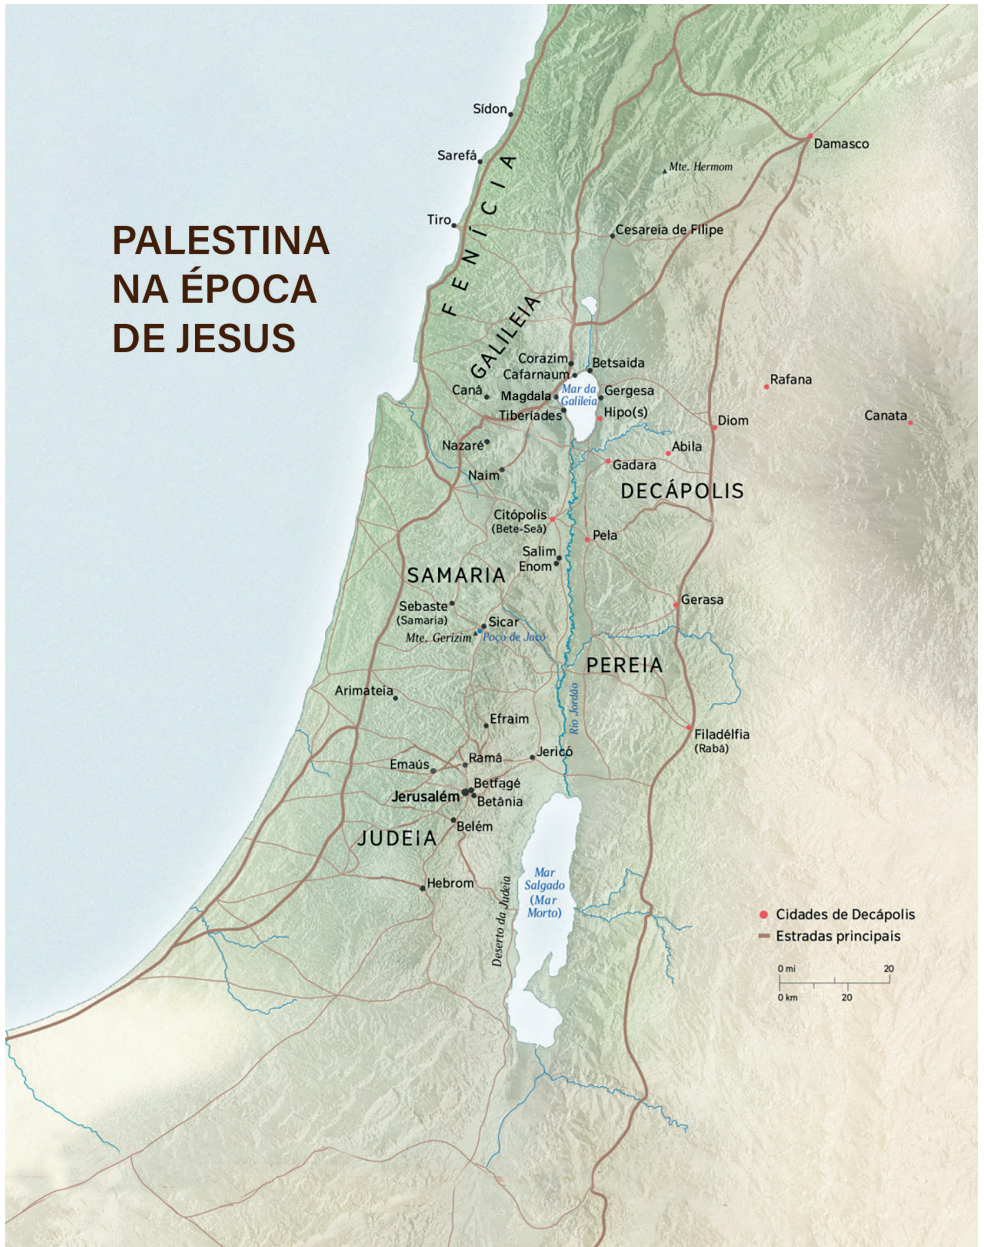 PALESTINA
NA ÉPOCA
DE JESUS
Sídon
Sarefá
Tiro
FENÍCIA
Damasco
Mte. Hermom
Cesareia de Filipe
GALILEIA
Corazim
Betsaida
Cafarnaum
Caná
Magdala
Mar da
Galileia
Gergesa
Tiberíades
Hipo(s)
Rafana
Canata
Diom
Nazaré
Abila
Naim
Gadara
DECÁPOLIS
Citópolis
(Bete-Seã)
Pela
Salim
Enom
SAMARIA
Sebaste
(Samaria)
Gerasa
Sicar
Mte. Gerizim
Poço de Jacó
PEREIA
Arimateia
Rio Jordão
Efraim
Filadélfia
(Rabá)
Jericó
Emaús
Ramá
Betfagé
Jerusalém
Betânia
Belém
JUDEIA
Hebrom
Mar
Salgado
(Mar
Morto)
Deserto da Judeia
Cidades de Decápolis
Estradas principais
0 mi 20
0 km 20